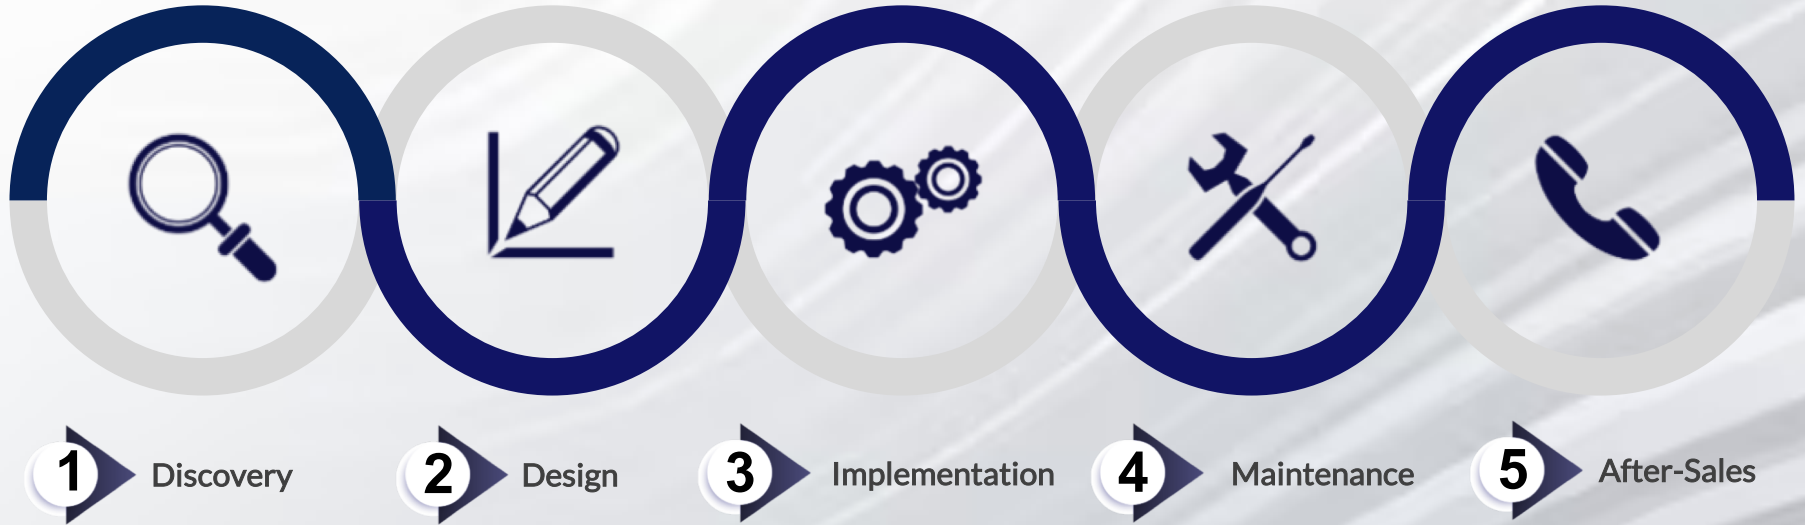 1 Discovery
2 Design
3 Implementation
4 Maintenance
5 After-Sales